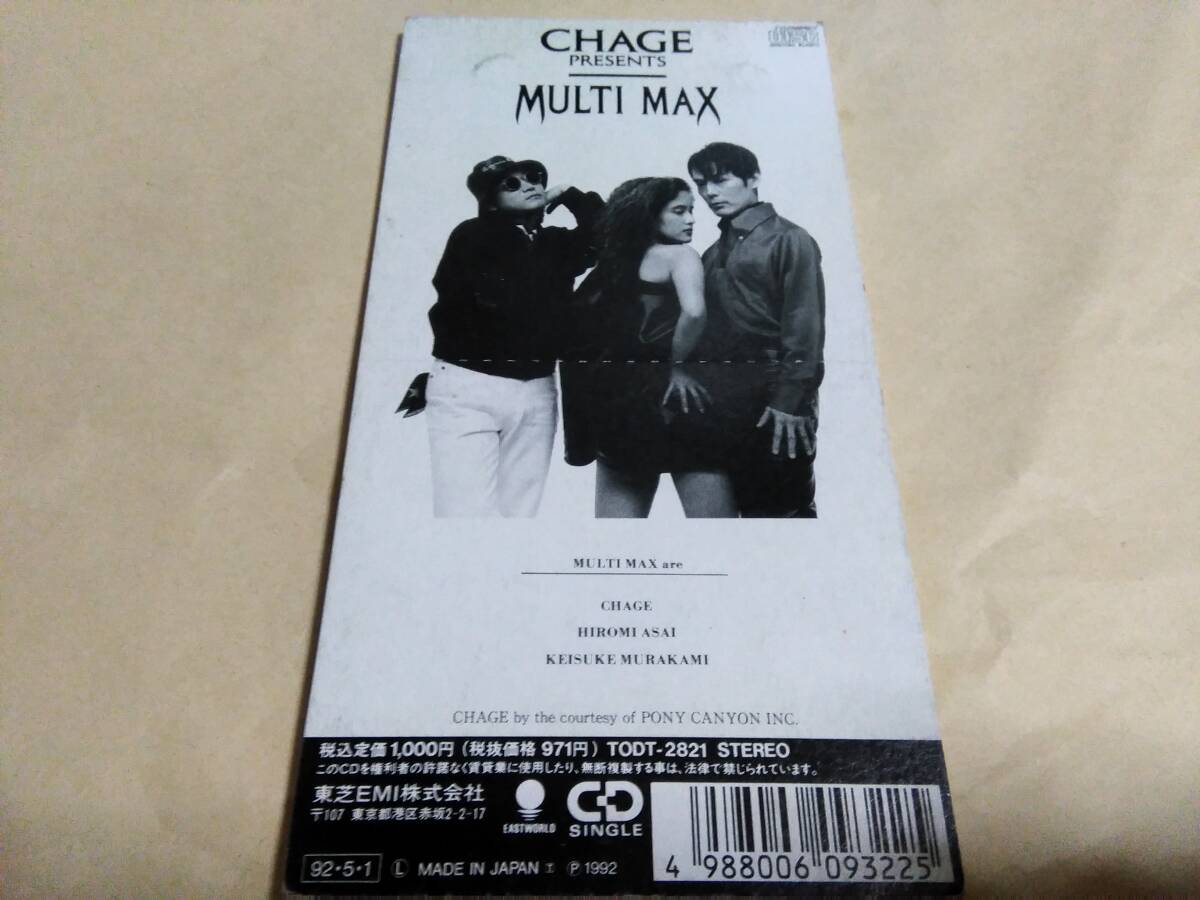 CHAGE
PRESENTS
MULTI MAX
MULTI MAX are
CHAGE
HIROMI ASAI
KEISUKE MURAKAMI
CHAGE by the courtesy of PONY CANYON INC.
税込定価1,000円(税抜価格 971円) TODT-2821 STEREO
このCDを権利者の許諾なく賃貸業に使用したり、無断複製する事は、法律で禁じられています。
東芝EMI株式会社
〒107 東京都港区赤坂2-2-17
EASTWORLD
CD
SINGLE
92・5・1 Ⓛ MADE IN JAPAN Ⓟ 1992
4 988006 093225